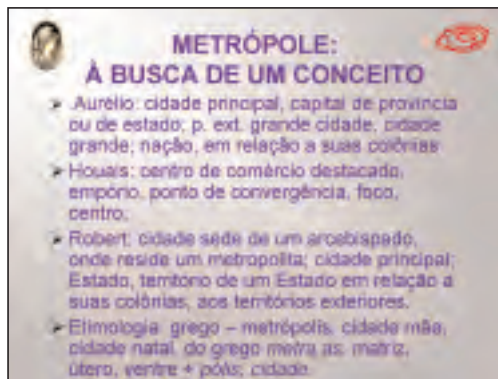 METRÓPOLE:
À BUSCA DE UM CONCEITO
Aurélio: cidade principal, capital de província
ou de estado; p. ext. grande cidade, cidade
grande; nação, em relação a suas colônias
Houais: centro de comércio destacado,
empório, ponto de convergência, foco,
centro,
Robert: cidade sede de um arcebispado,
onde reside um metropolita; cidade principal;
Estado, território de um Estado em relação a
suas colônias, aos territórios exteriores.
Etimologia: grego – metrópolis, cidade mãe,
cidade natal, do grego metra as, matriz,
útero, ventre + pólis, cidade